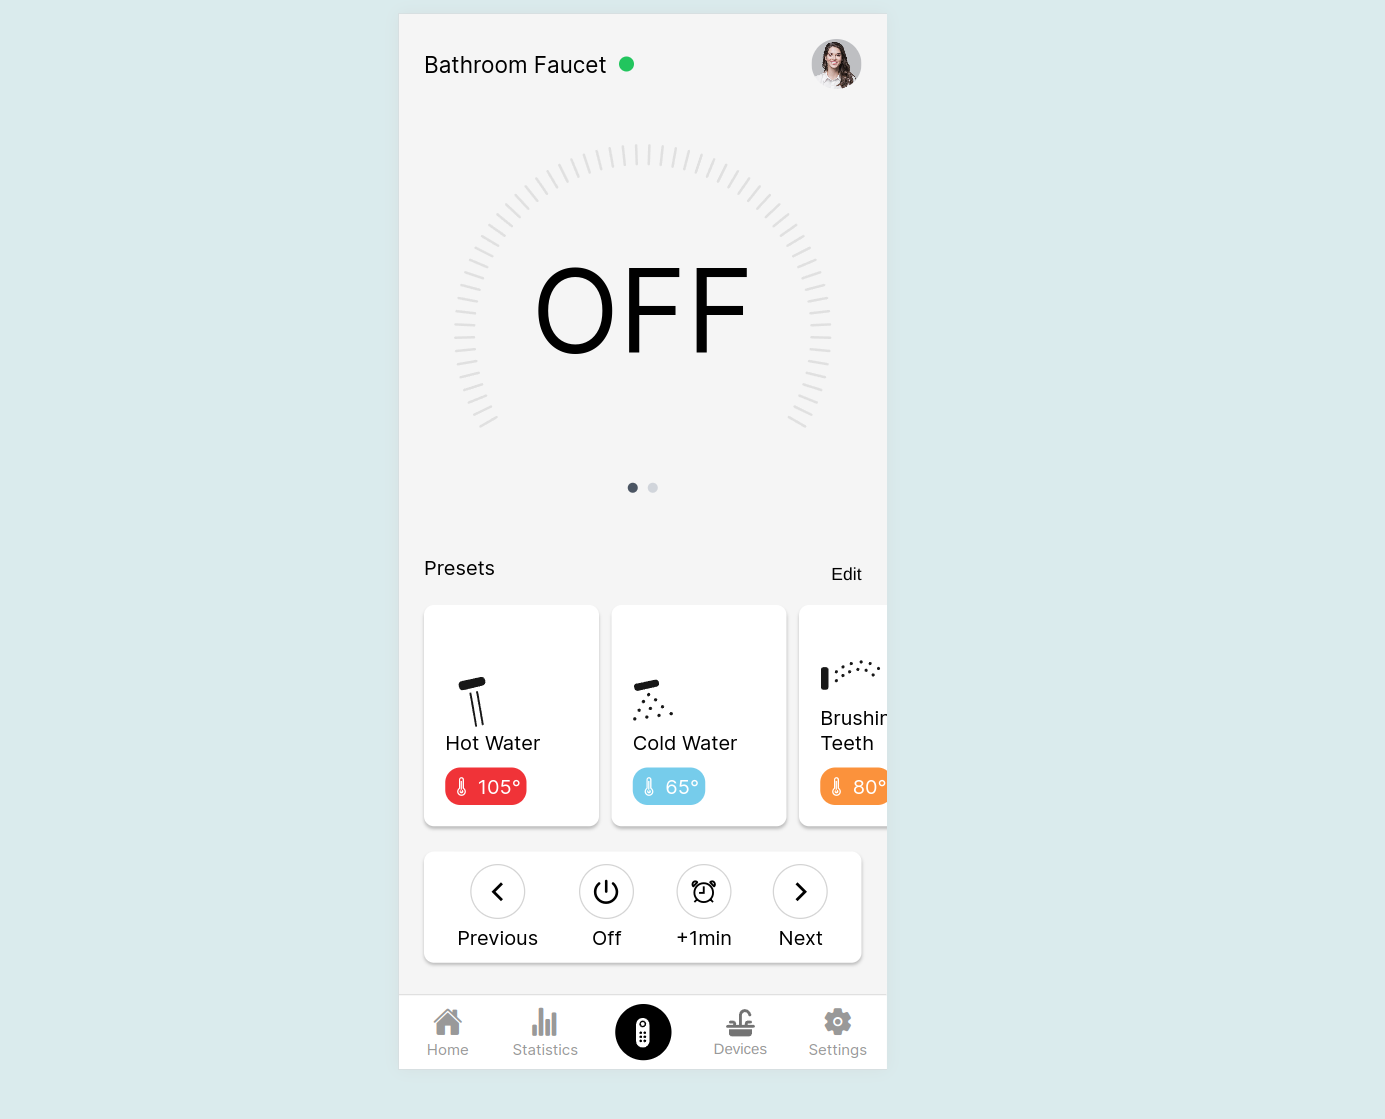 Bathroom Faucet
OFF
Presets
Edit
Hot Water
105°
Cold Water
65°
Brushin
Teeth
80°
Previous
Off
+1min
Next
Home
Statistics
Devices
Settings